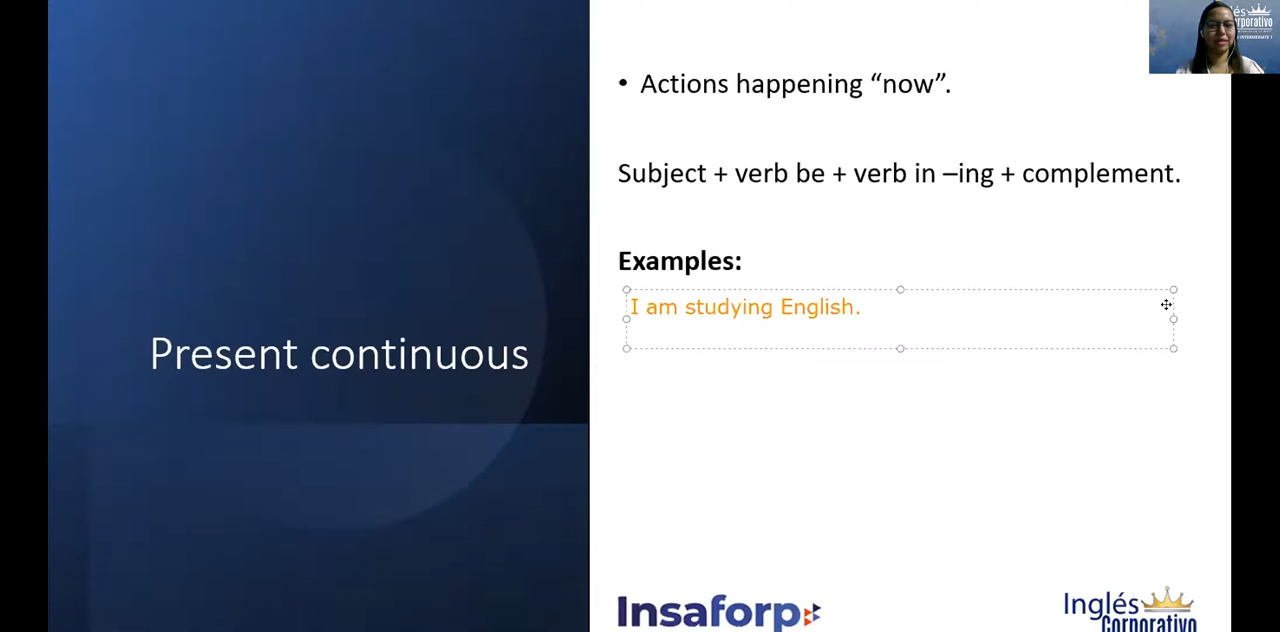 • Actions happening “now”.
Subject + verb be + verb in –ing + complement.
Examples:
I am studying English.
Present continuous
Insaforp
Inglés
Corporativo